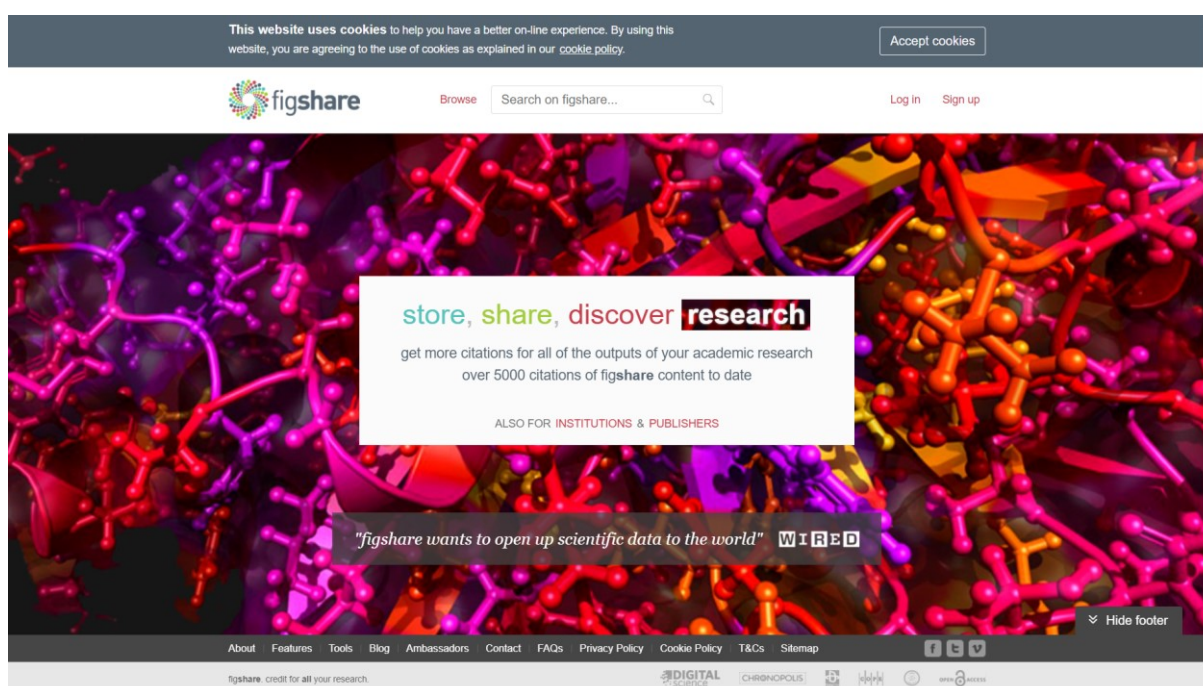 This website uses cookies to help you have a better on-line experience. By using this
website, you are agreeing to the use of cookies as explained in our cookie policy.
Accept cookies
figshare
Browse
Search on figshare...
Log in
Sign up
store, share, discover research
get more citations for all of the outputs of your academic research
over 5000 citations of figshare content to date
ALSO FOR INSTITUTIONS & PUBLISHERS
"figshare wants to open up scientific data to the world" WIRED
Hide footer
About Features Tools Blog Ambassadors Contact FAQs Privacy Policy Cookie Policy T&Cs Sitemap
figshare. credit for all your research.
DIGITAL
SCIENCE
CHRONOPOLIS
OPEN ACCESS